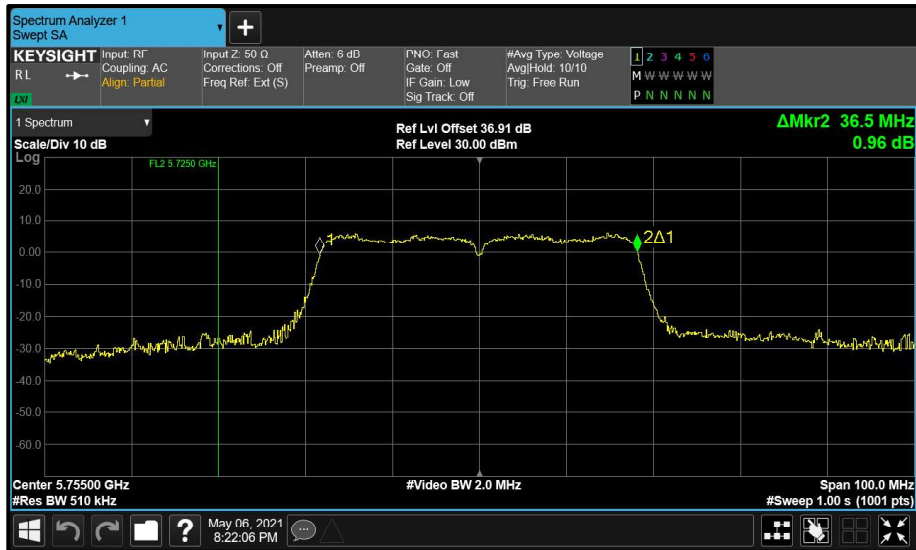 Spectrum Analyzer 1
Swept SA
+
KEYSIGHT
RL
LXI
Input: RF
Coupling: AC
Align: Partial
Input Z: 50 Ω
Corrections: Off
Freq Ref: Ext (S)
Atten: 6 dB
Preamp: Off
PNO: Fast
Gate: Off
IF Gain: Low
Sig Track: Off
#Avg Type: Voltage
Avg|Hold: 10/10
Trig: Free Run
1 2 3 4 5 6
M W W W W W
P N N N N N
1 Spectrum
Scale/Div 10 dB
Ref Lvl Offset 36.91 dB
Ref Level 30.00 dBm
ΔMkr2 36.5 MHz
0.96 dB
Log
FL2 5.7250 GHz
20.0
10.0
0.00
-10.0
-20.0
-30.0
-40.0
-50.0
-60.0
1
2Δ1
Center 5.75500 GHz
#Res BW 510 kHz
#Video BW 2.0 MHz
Span 100.0 MHz
#Sweep 1.00 s (1001 pts)
?
May 06, 2021
8:22:06 PM